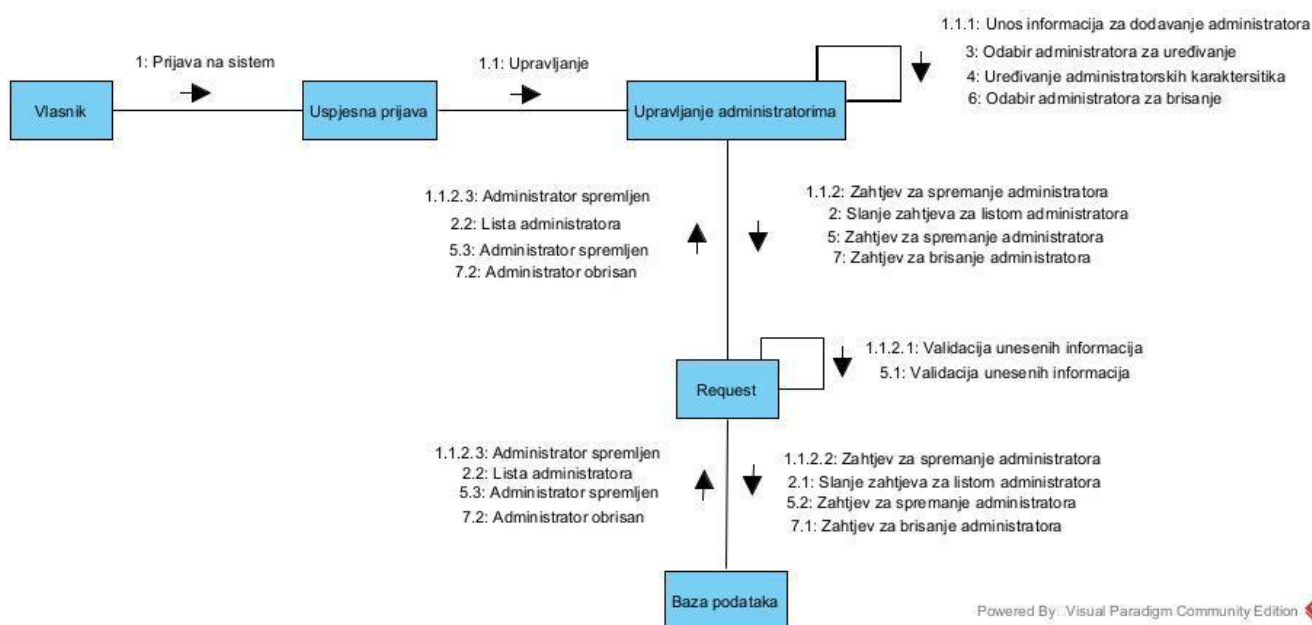 1.1.1: Unos informacija za dodavanje administratora
1: Prijava na sistem
1.1: Upravljanje
3: Odabir administratora za uređivanje
4: Uređivanje administratorskih karaktersitika
6: Odabir administratora za brisanje
Vlasnik
Uspjesna prijava
Upravljanje administratorima
1.1.2.3: Administrator spremljen
2.2: Lista administratora
5.3: Administrator spremljen
7.2: Administrator obrisan
1.1.2: Zahtjev za spremanje administratora
2: Slanje zahtjeva za listom administratora
5: Zahtjev za spremanje administratora
7: Zahtjev za brisanje administratora
1.1.2.1: Validacija unesenih informacija
5.1: Validacija unesenih informacija
Request
1.1.2.3: Administrator spremljen
2.2: Lista administratora
5.3: Administrator spremljen
7.2: Administrator obrisan
1.1.2.2: Zahtjev za spremanje administratora
2.1: Slanje zahtjeva za listom administratora
5.2: Zahtjev za spremanje administratora
7.1: Zahtjev za brisanje administratora
Baza podataka
Powered By Visual Paradigm Community Edition